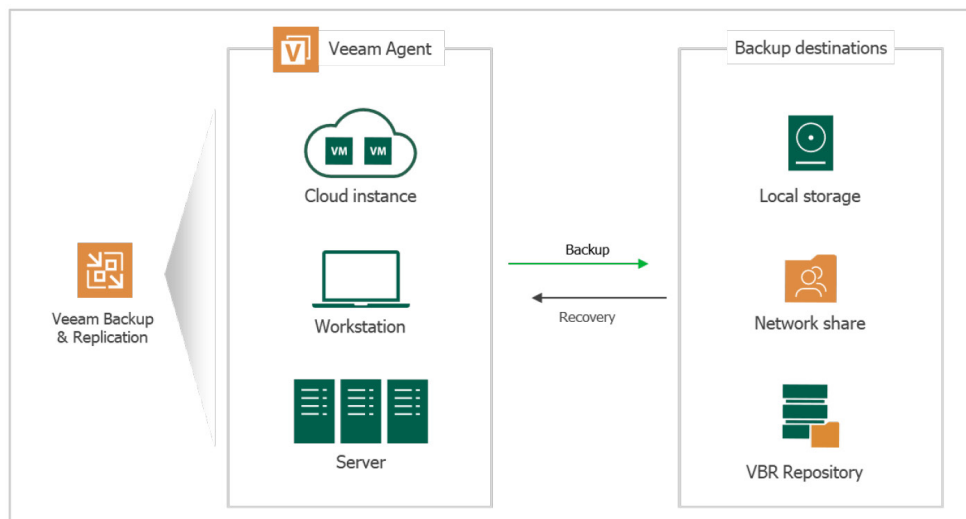 Veeam Agent
Backup destinations
VM VM
Cloud instance
Local storage
Backup
Workstation
Recovery
Network share
Veeam Backup
& Replication
Server
VBR Repository